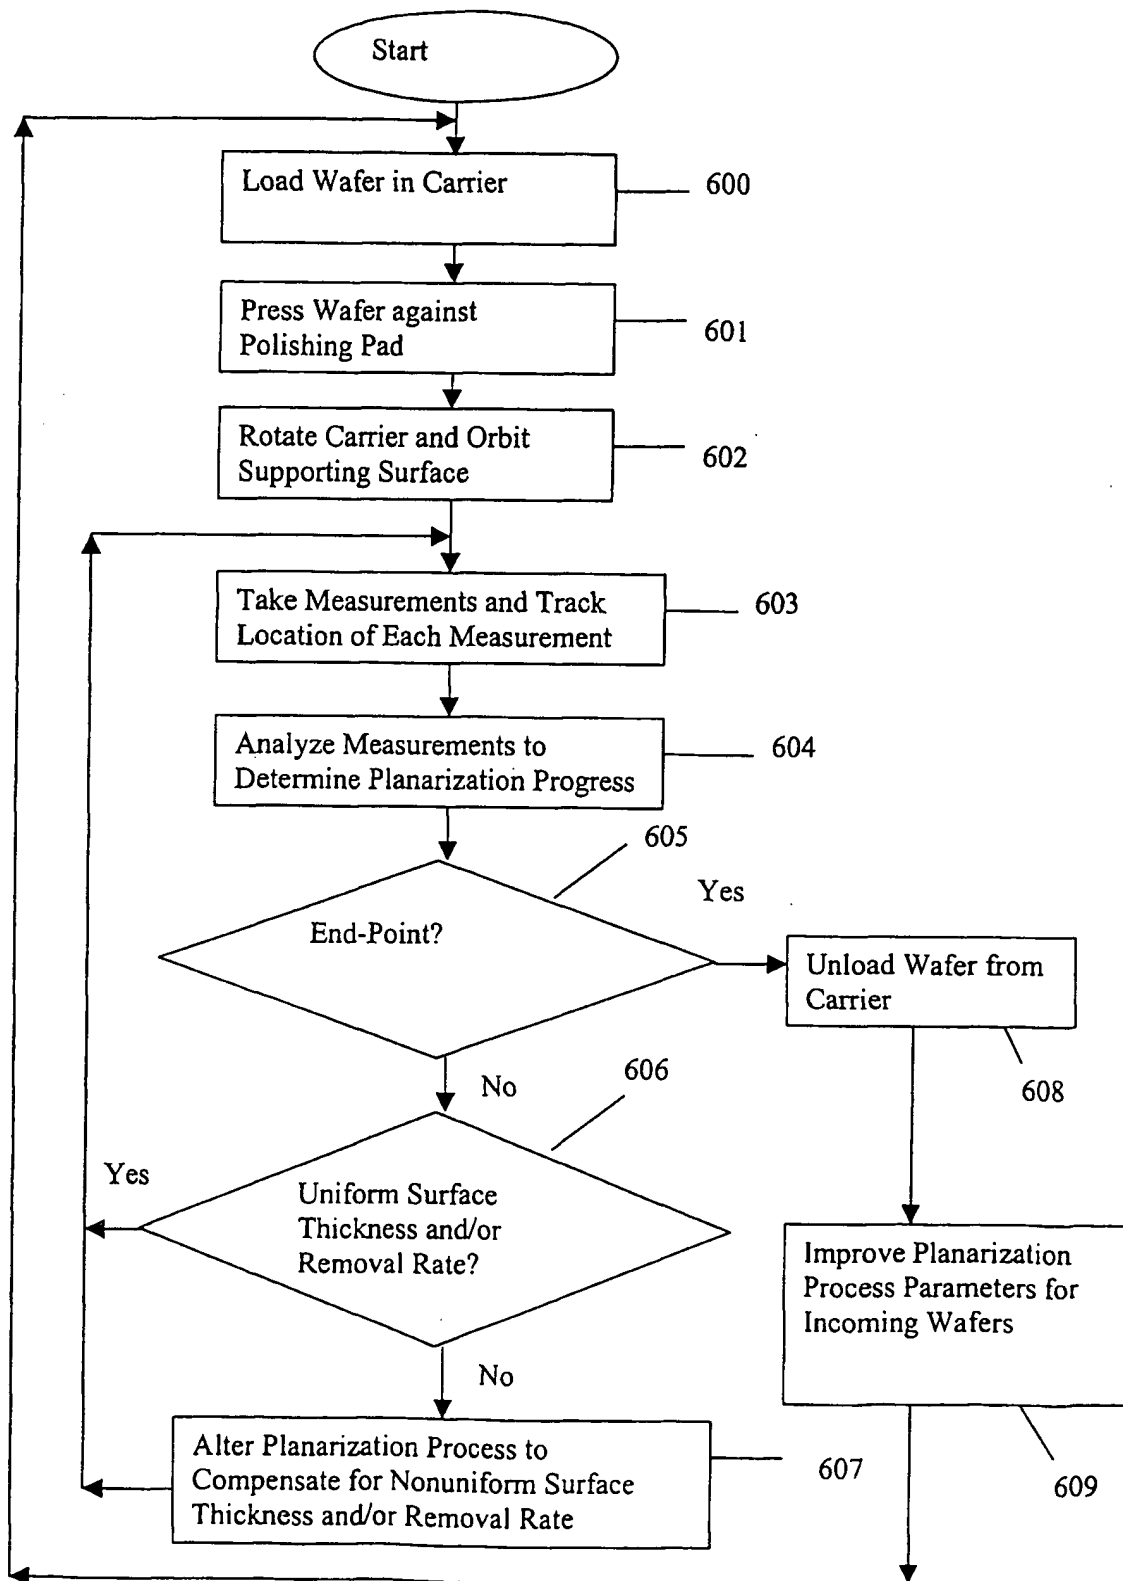 Start
Load Wafer in Carrier
600
Press Wafer against
Polishing Pad
601
Rotate Carrier and Orbit
Supporting Surface
602
Take Measurements and Track
Location of Each Measurement
603
Analyze Measurements to
Determine Planarization Progress
604
605
End-Point?
Yes
Unload Wafer from
Carrier
608
No
606
Uniform Surface
Thickness and/or
Removal Rate?
Yes
Improve Planarization
Process Parameters for
Incoming Wafers
609
No
Alter Planarization Process to
Compensate for Nonuniform Surface
Thickness and/or Removal Rate
607